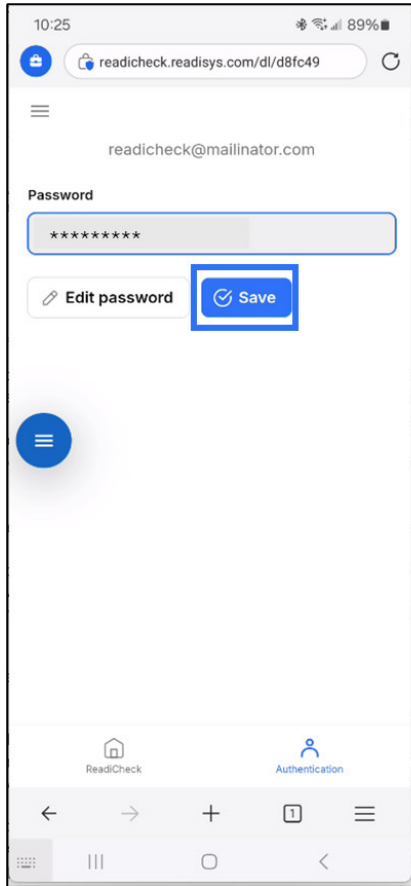 10:25 89%
readicheck.readisys.com/dl/d8fc49
readicheck@mailinator.com
Password
*********
Edit password Save
ReadiCheck Authentication
1